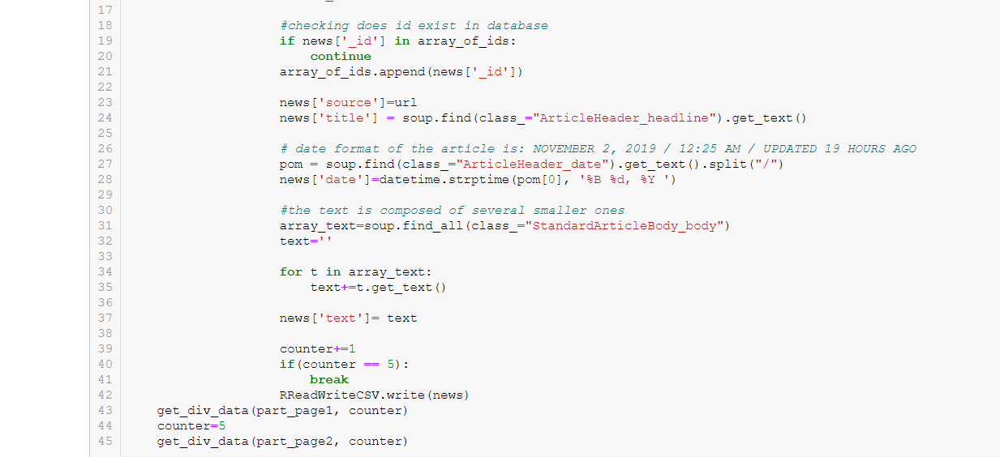 17
18 #checking does id exist in database
19 if news['_id'] in array_of_ids:
20 continue
21 array_of_ids.append(news['_id'])
22
23 news['source']=url
24 news['title'] = soup.find(class_="ArticleHeader_headline").get_text()
25
26 # date format of the article is: NOVEMBER 2, 2019 / 12:25 AM / UPDATED 19 HOURS AGO
27 pom = soup.find(class_="ArticleHeader_date").get_text().split("/")
28 news['date']=datetime.strptime(pom[0], '%B %d, %Y ')
29
30 #the text is composed of several smaller ones
31 array_text=soup.find_all(class_="StandardArticleBody_body")
32 text=''
33
34 for t in array_text:
35 text+=t.get_text()
36
37 news['text']= text
38
39 counter+=1
40 if(counter == 5):
41 break
42 RReadWriteCSV.write(news)
43 get_div_data(part_page1, counter)
44 counter=5
45 get_div_data(part_page2, counter)